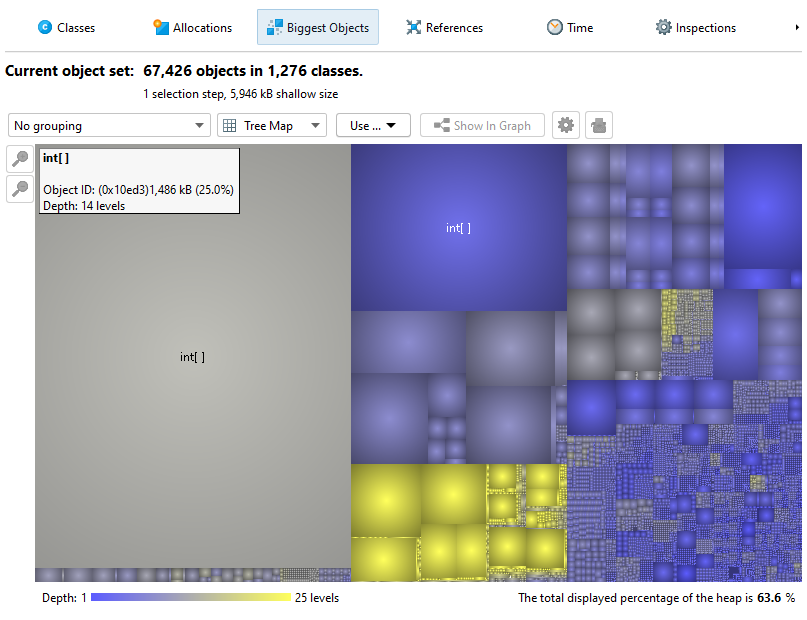 Classes Allocations Biggest Objects References Time Inspections
Current object set: 67,426 objects in 1,276 classes.
1 selection step, 5,946 kB shallow size
No grouping Tree Map Use ... Show In Graph
int[ ]
Object ID: (0x10ed3)1,486 kB (25.0%)
Depth: 14 levels
int[ ]
int[ ]
Depth: 1 25 levels
The total displayed percentage of the heap is 63.6 %